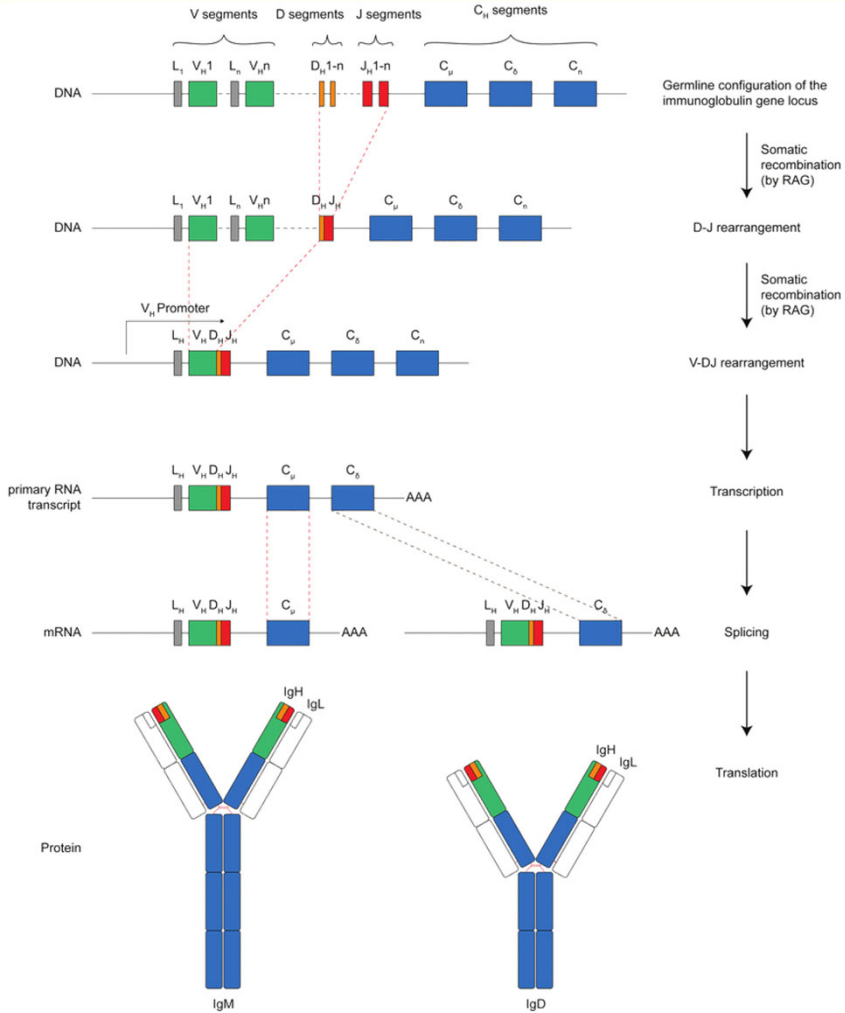 V segments D segments J segments C_H segments
L₁ V_H1 L_n V_Hn D_H1-n J_H1-n C_μ C_δ C_n
DNA
Germline configuration of the
immunoglobulin gene locus
Somatic
recombination
(by RAG)
L₁ V_H1 L_n V_Hn D_H J_H C_μ C_δ C_n
DNA
D-J rearrangement
Somatic
recombination
(by RAG)
V_H Promoter
L_H V_H D_H J_H C_μ C_δ C_n
DNA
V-DJ rearrangement
L_H V_H D_H J_H C_μ C_δ
primary RNA
transcript
AAA
Transcription
L_H V_H D_H J_H C_μ L_H V_H D_H J_H C_δ
mRNA AAA AAA
Splicing
IgH
IgL
IgH
IgL
Translation
Protein
IgM IgD